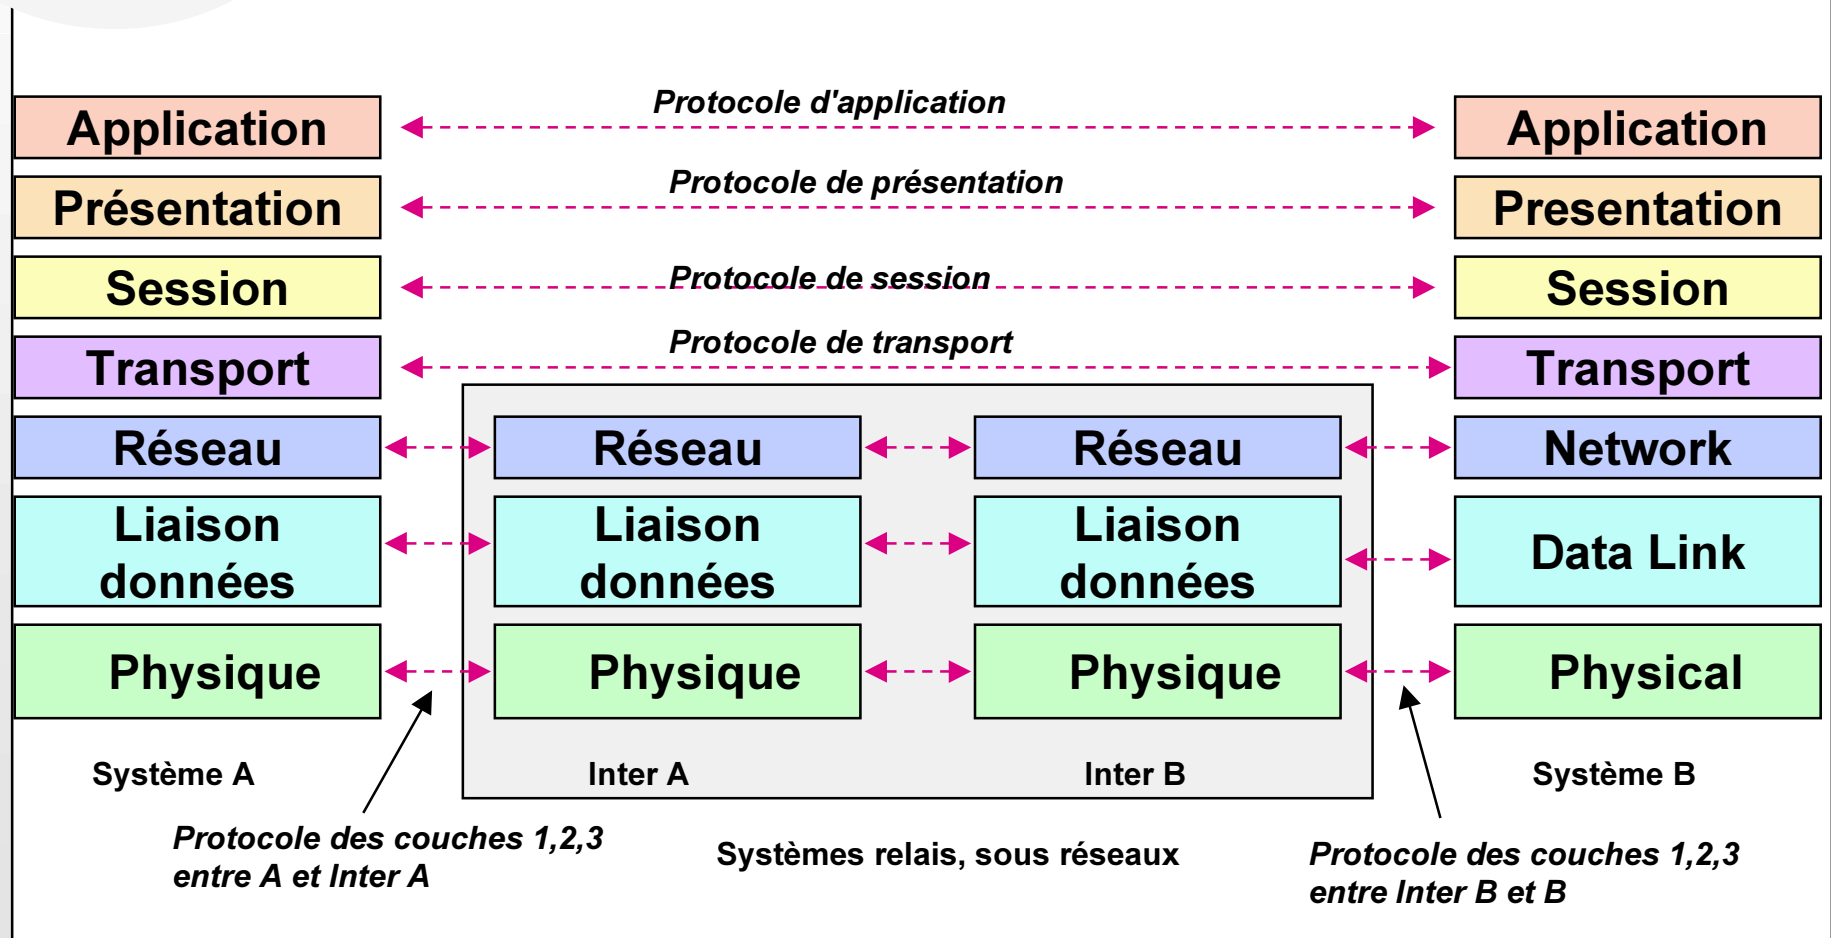 Protocole d'application
Application
Application
Protocole de présentation
Présentation
Presentation
Protocole de session
Session
Session
Protocole de transport
Transport
Transport
Réseau
Réseau
Réseau
Network
Liaison
données
Liaison
données
Liaison
données
Data Link
Physique
Physique
Physique
Physical
Système A
Inter A
Inter B
Système B
Protocole des couches 1,2,3
entre A et Inter A
Systèmes relais, sous réseaux
Protocole des couches 1,2,3
entre Inter B et B